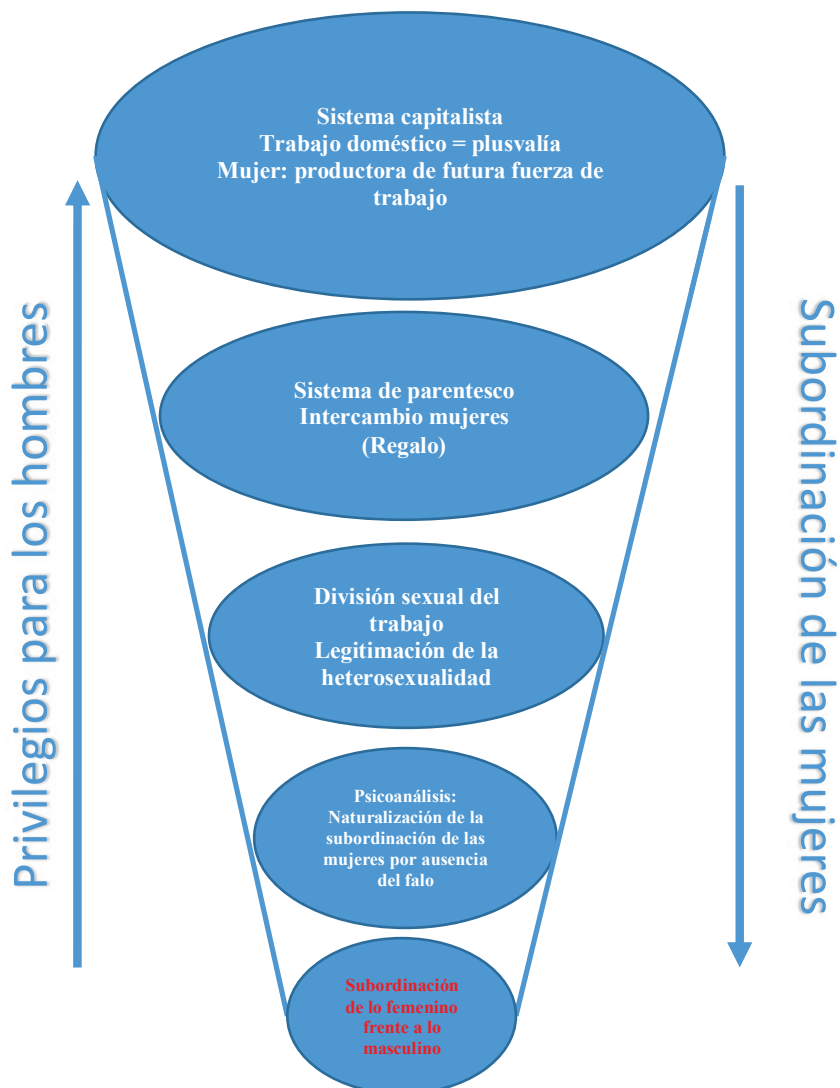 Sistema capitalista
Trabajo doméstico = plusvalía
Mujer: productora de futura fuerza de
trabajo
Privilegios para los hombres
Subordinación de las mujeres
Sistema de parentesco
Intercambio mujeres
(Regalo)
División sexual del
trabajo
Legitimación de la
heterosexualidad
Psicoanálisis:
Naturalización de la
subordinación de las
mujeres por ausencia
del falo
Subordinación
de lo femenino
frente a lo
masculino